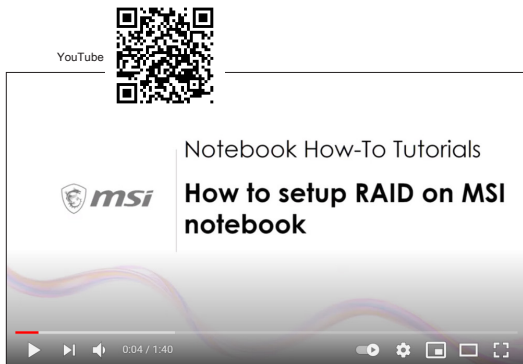 YouTube
Notebook How-To Tutorials
msi
How to setup RAID on MSI
notebook
0:04 / 1:40